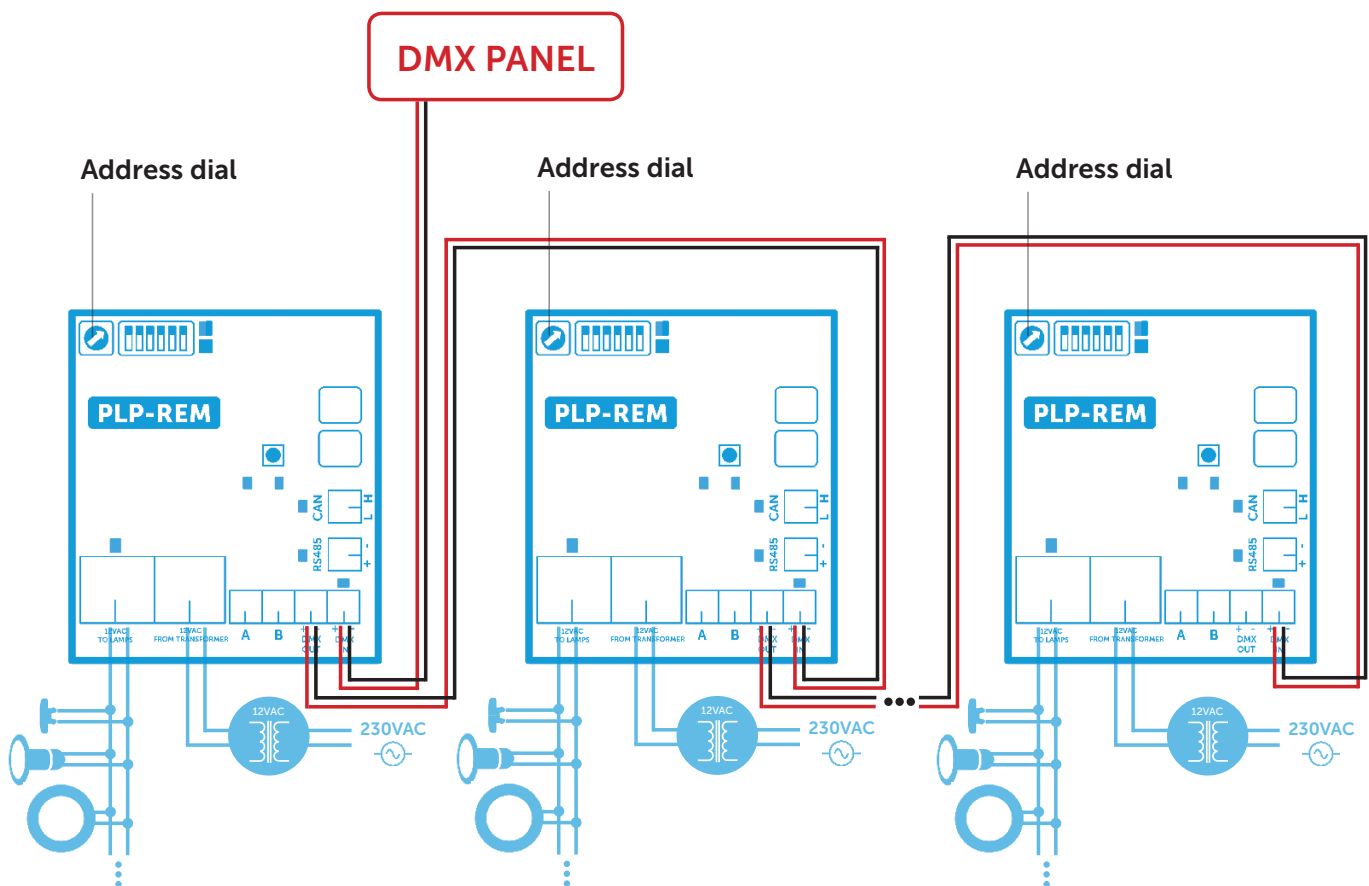 DMX PANEL
Address dial
Address dial
Address dial
PLP-REM
CAN
H
L
RS485
-
+
12VAC
TO LAMPS
12VAC
FROM TRANSFORMER
A
B
+ -
DMX
OUT
+ -
DMX
IN
12VAC
230VAC
PLP-REM
CAN
H
L
RS485
-
+
12VAC
TO LAMPS
12VAC
FROM TRANSFORMER
A
B
+ -
DMX
OUT
+ -
DMX
IN
12VAC
230VAC
PLP-REM
CAN
H
L
RS485
-
+
12VAC
TO LAMPS
12VAC
FROM TRANSFORMER
A
B
+ -
DMX
OUT
+ -
DMX
IN
12VAC
230VAC